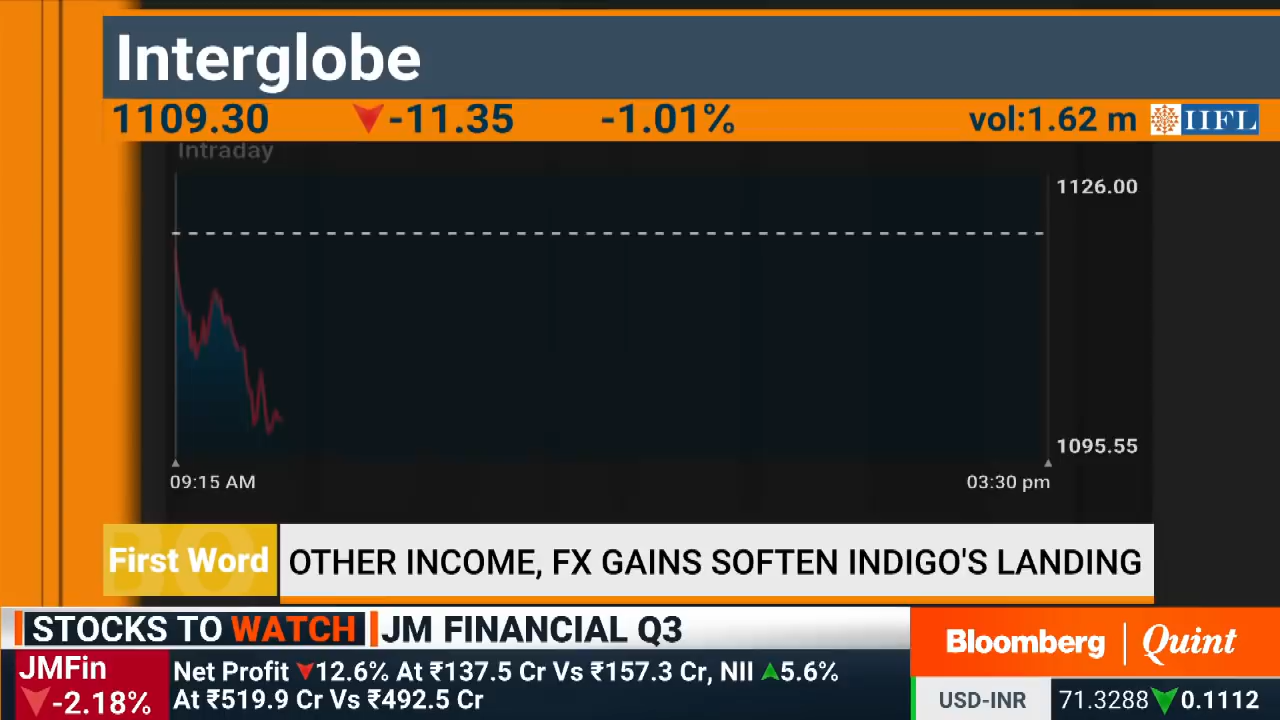 Interglobe
1109.30 -11.35 -1.01% vol:1.62 m IIFL
Intraday
1126.00
1095.55
09:15 AM 03:30 pm
First Word OTHER INCOME, FX GAINS SOFTEN INDIGO'S LANDING
STOCKS TO WATCH JM FINANCIAL Q3
Bloomberg | Quint
JMFin
-2.18%
Net Profit ▼12.6% At ₹137.5 Cr Vs ₹157.3 Cr, NII ▲5.6%
At ₹519.9 Cr Vs ₹492.5 Cr
USD-INR 71.3288 ▼0.1112